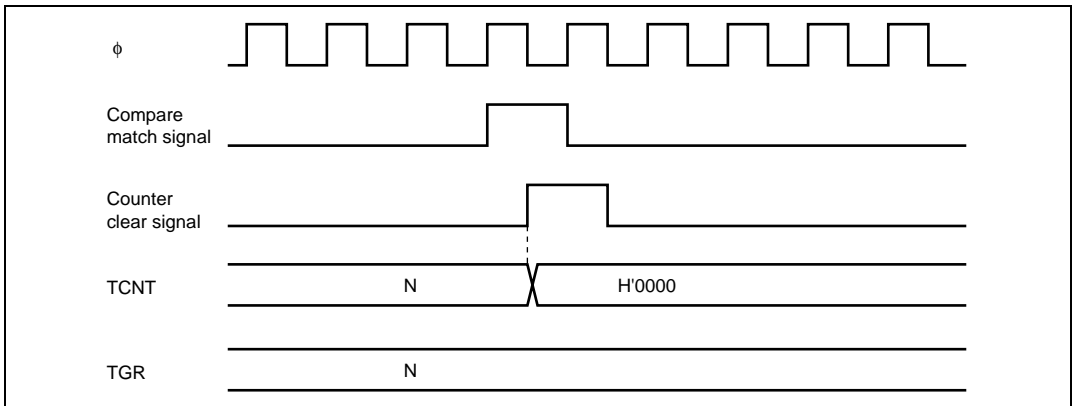 φ
Compare
match signal
Counter
clear signal
TCNT
N
H'0000
TGR
N